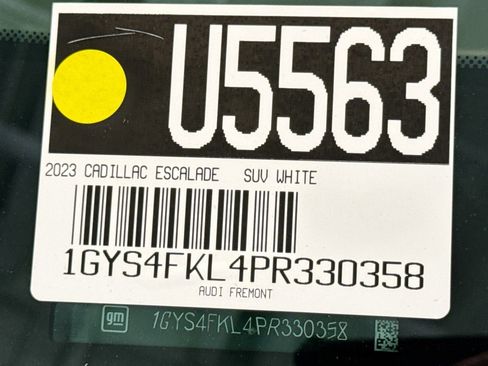 U5563
2023 CADILLAC ESCALADE SUV WHITE
1GYS4FKL4PR330358
AUDI FREMONT
gm 1GYS4FKL4PR330358